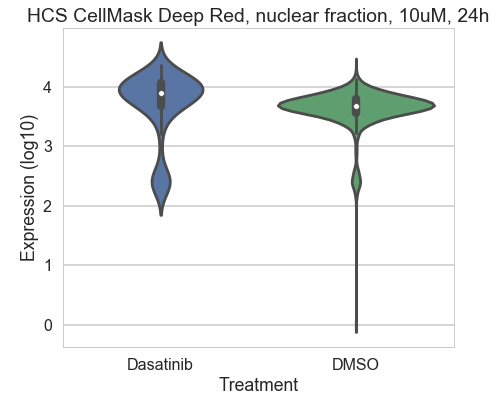 HCS CellMask Deep Red, nuclear fraction, 10uM, 24h
Expression (log10)
4
3
2
1
0
Dasatinib
DMSO
Treatment